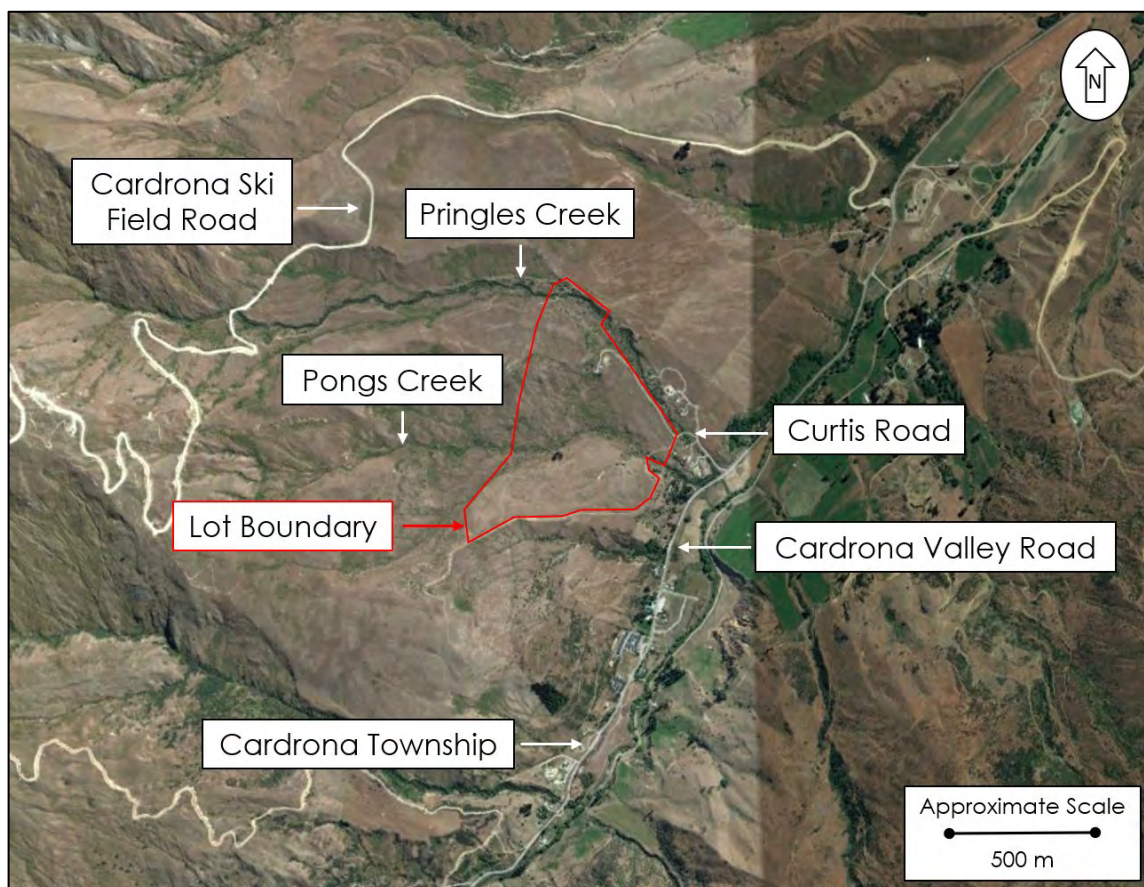 N
Cardrona Ski
Field Road
Pringles Creek
Pongs Creek
Curtis Road
Lot Boundary
Cardrona Valley Road
Cardrona Township
Approximate Scale
500 m